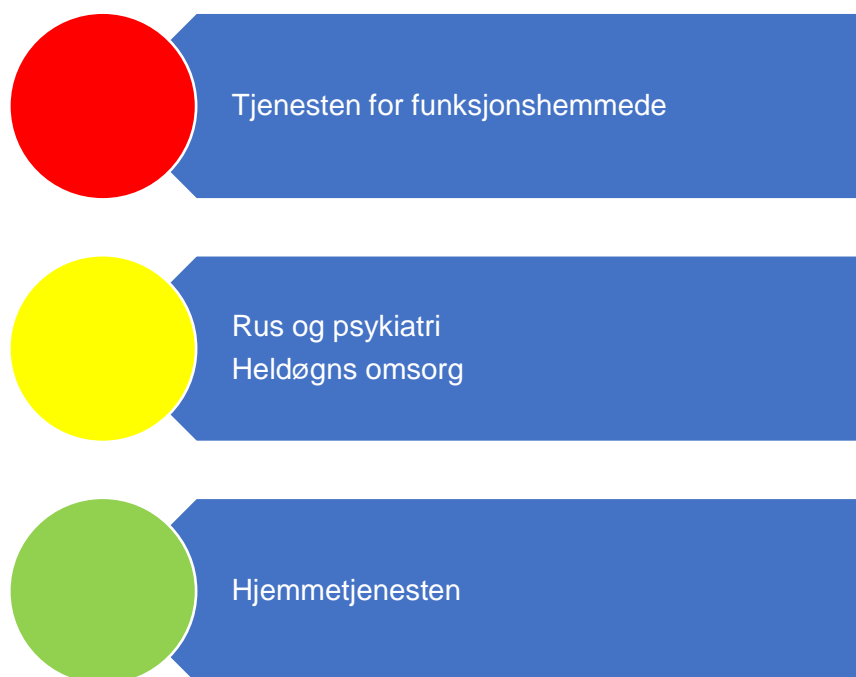 Tjenesten for funksjonshemmede
Rus og psykiatri
Heldøgns omsorg
Hjemmetjenesten